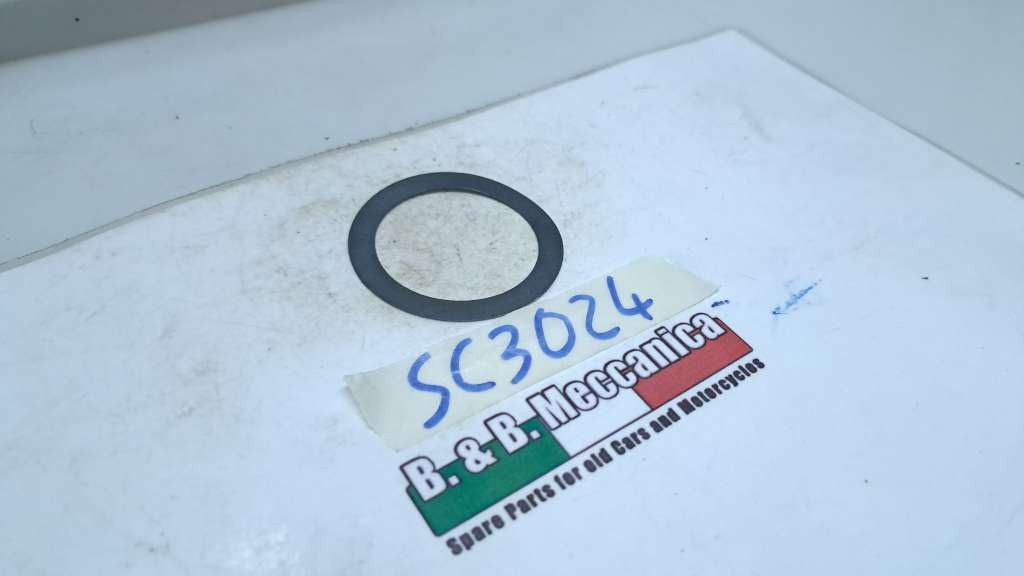 SC3024
B. & B. Meccanica
Spare Parts for old Cars and Motorcycles